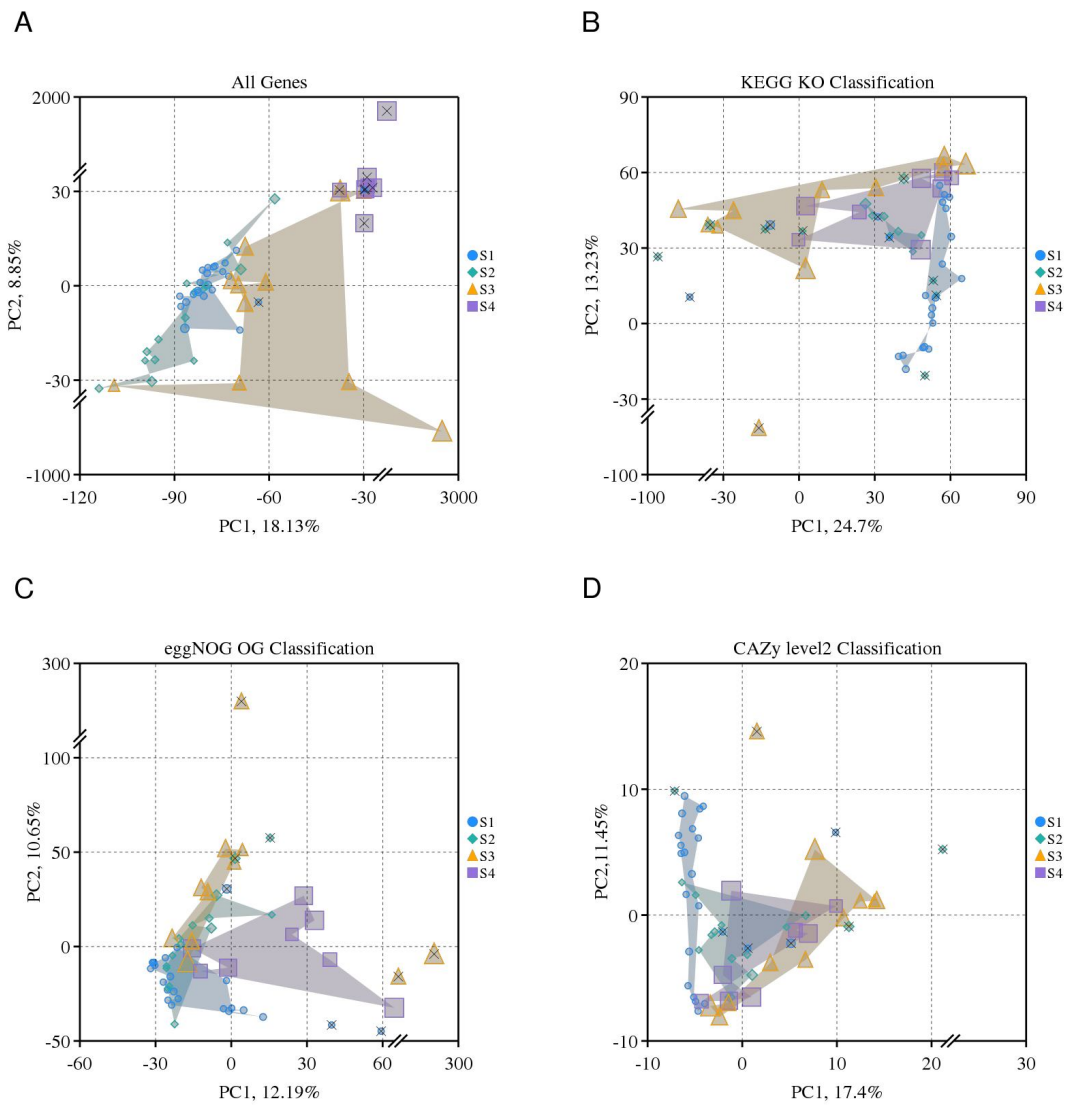 A
All Genes
2000
30
0
-30
-1000
-120
-90
-60
-30
3000
PC1, 18.13%
PC2, 8.85%
S1
S2
S3
S4
B
KEGG KO Classification
90
60
30
0
-30
-100
-100
-30
0
30
60
90
PC1, 24.7%
PC2, 13.23%
S1
S2
S3
S4
C
eggNOG OG Classification
300
100
50
0
-50
-60
-30
0
30
60
300
PC1, 12.19%
PC2, 10.65%
S1
S2
S3
S4
D
CAZy level2 Classification
20
10
0
-10
-10
0
10
20
30
PC1, 17.4%
PC2,11.45%
S1
S2
S3
S4